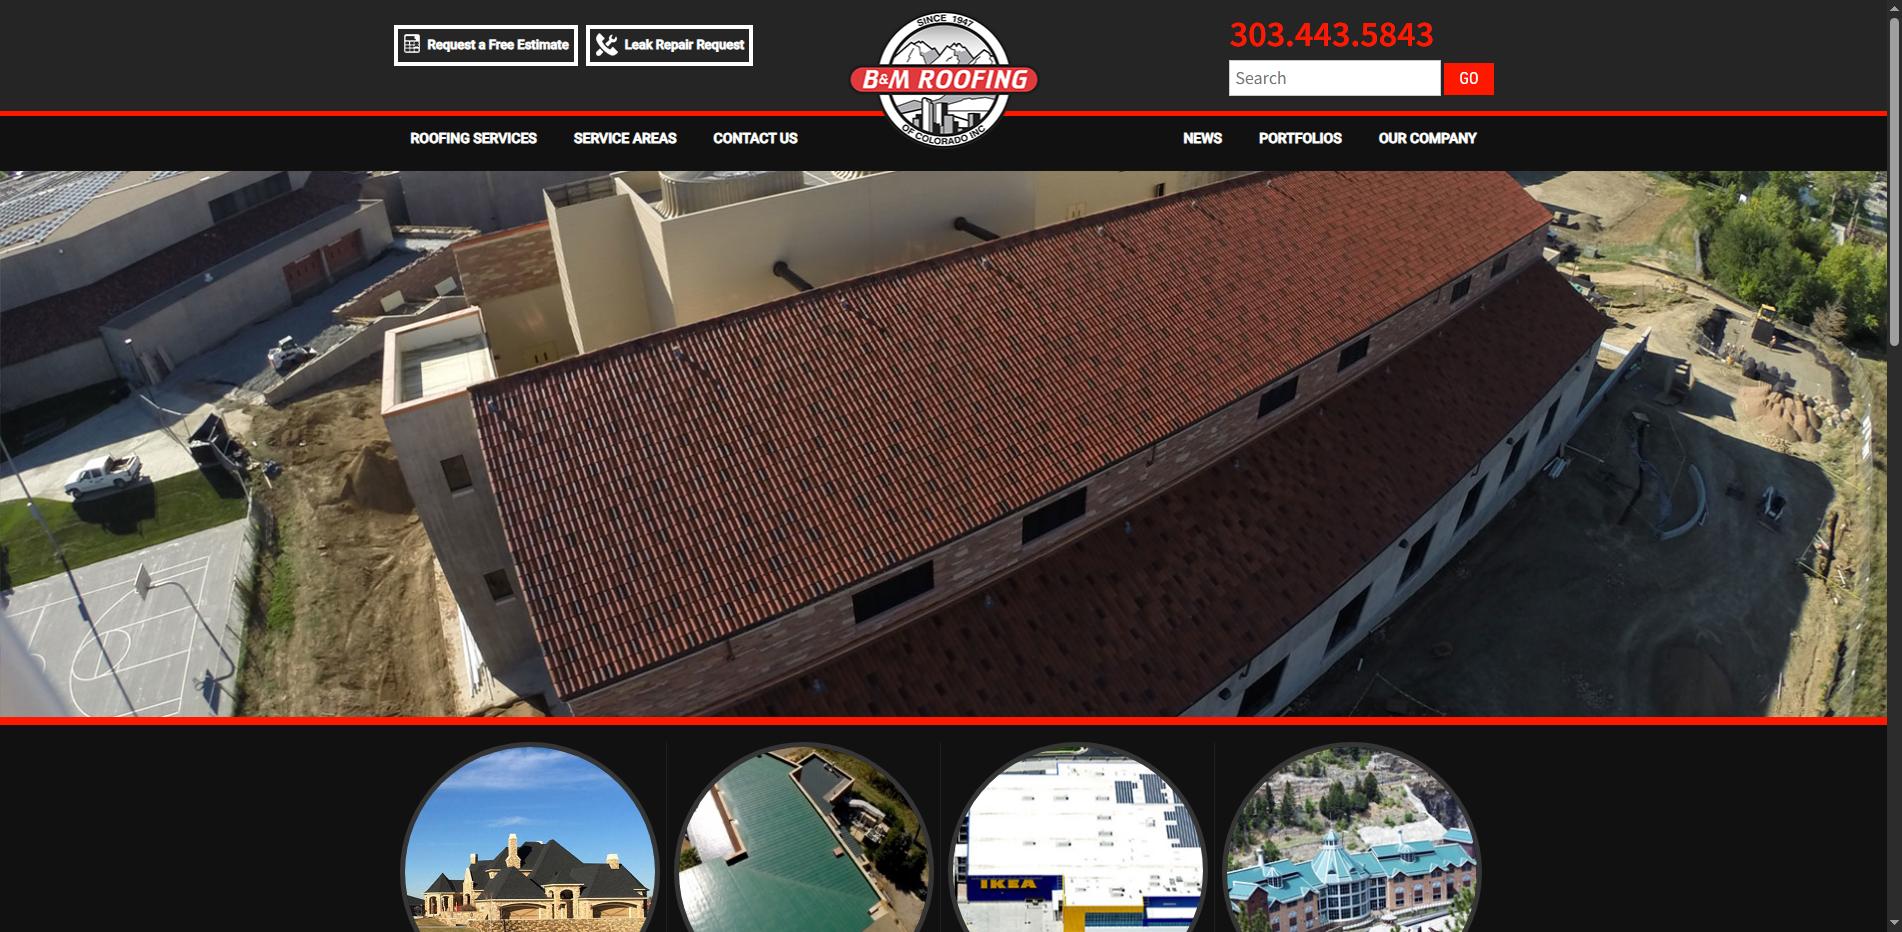 Request a Free Estimate
Leak Repair Request
SINCE 1947
B&M ROOFING
OF COLORADO INC
303.443.5843
Search
GO
ROOFING SERVICES
SERVICE AREAS
CONTACT US
NEWS
PORTFOLIOS
OUR COMPANY
IKEA